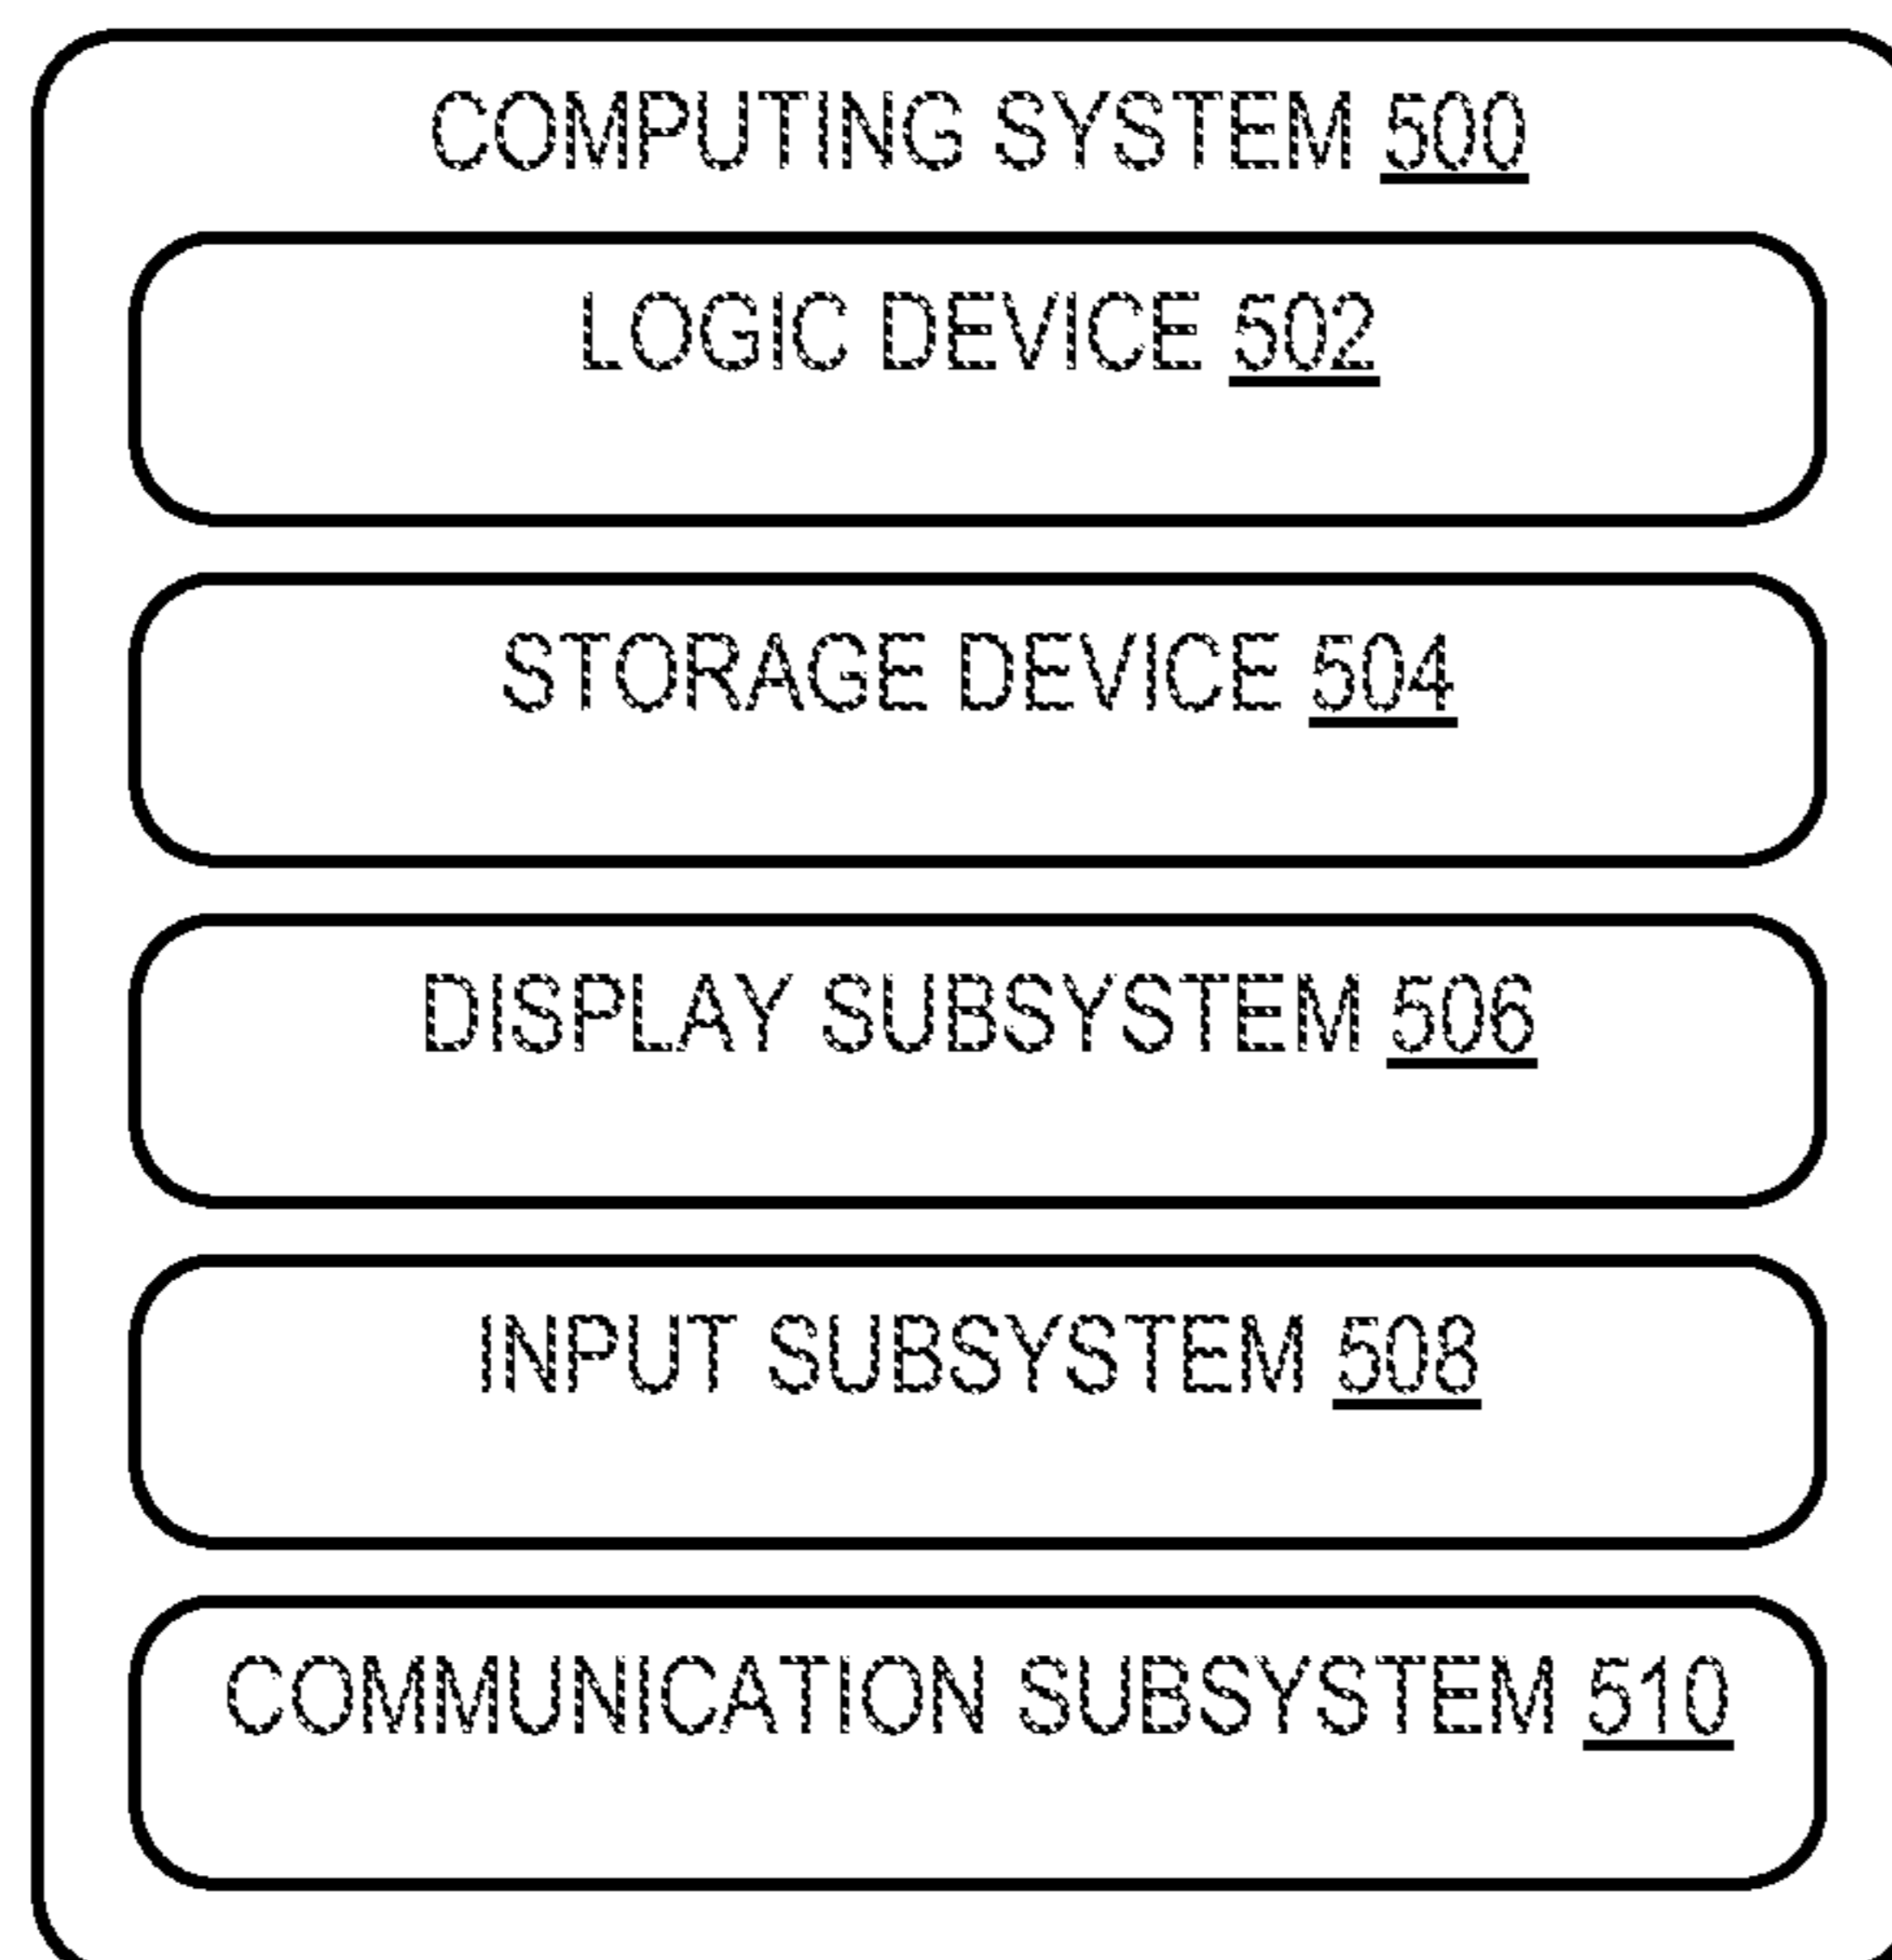 COMPUTING SYSTEM 500
LOGIC DEVICE 502
STORAGE DEVICE 504
DISPLAY SUBSYSTEM 506
INPUT SUBSYSTEM 508
COMMUNICATION SUBSYSTEM 510